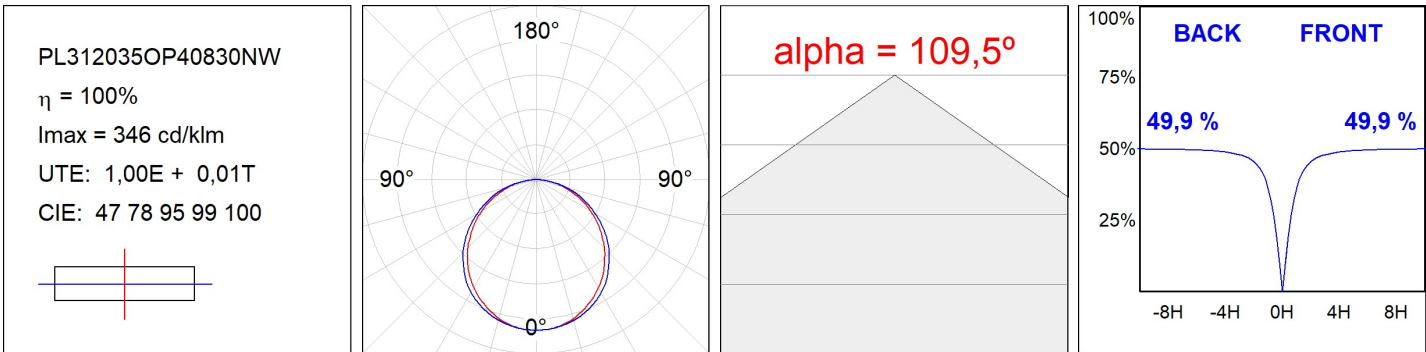 PL312035OP40830NW
η = 100%
Imax = 346 cd/klm
UTE: 1,00E + 0,01T
CIE: 47 78 95 99 100
180°
90° 90°
0°
alpha = 109,5º
100%
BACK FRONT
75%
49,9 % 49,9 %
50%
25%
-8H -4H 0H 4H 8H